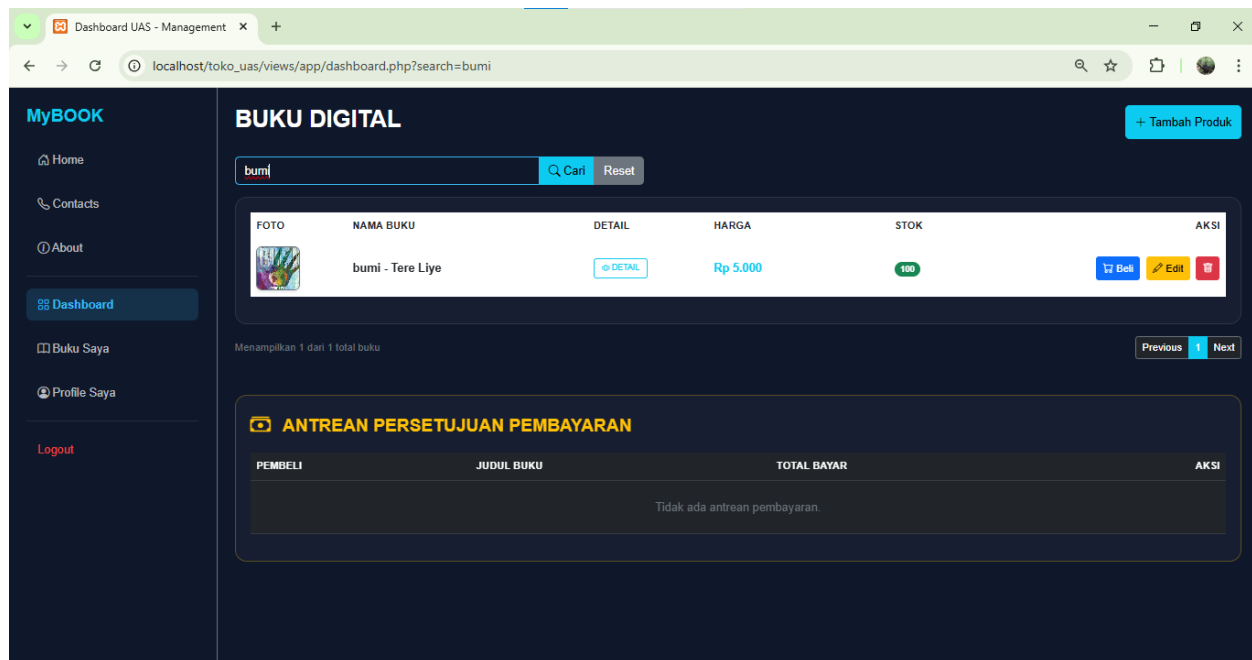 Dashboard UAS - Management
localhost/toko_uas/views/app/dashboard.php?search=bumi
MyBOOK
Home
Contacts
About
Dashboard
Buku Saya
Profile Saya
Logout
BUKU DIGITAL
+ Tambah Produk
bumi Cari Reset
FOTO NAMA BUKU DETAIL HARGA STOK AKSI
bumi - Tere Liye DETAIL Rp 5.000 100 Beli Edit
Menampilkan 1 dari 1 total buku
Previous 1 Next
ANTREAN PERSETUJUAN PEMBAYARAN
PEMBELI JUDUL BUKU TOTAL BAYAR AKSI
Tidak ada antrean pembayaran.